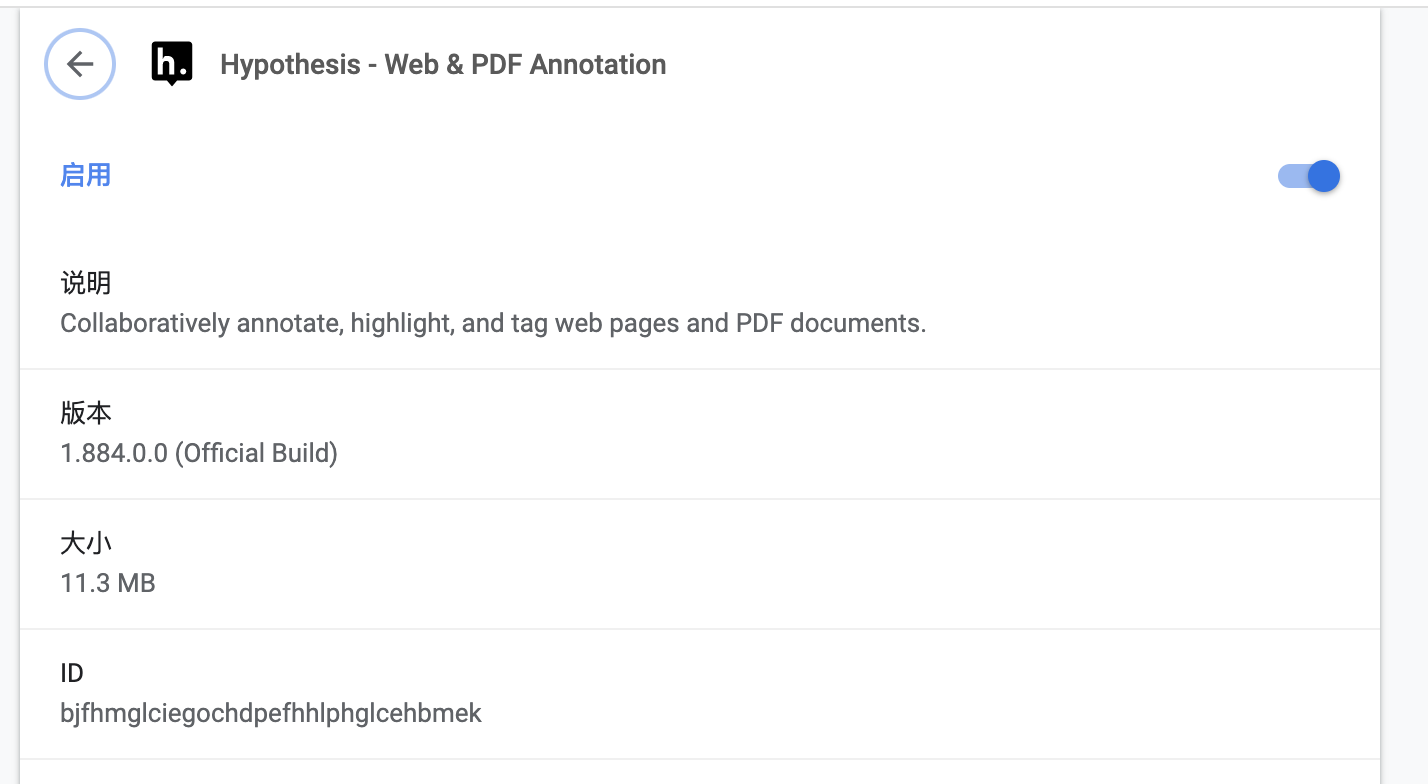 h.
Hypothesis - Web & PDF Annotation
启用
说明
Collaboratively annotate, highlight, and tag web pages and PDF documents.
版本
1.884.0.0 (Official Build)
大小
11.3 MB
ID
bjfhmglciegochdpefhhlphglcehbmek